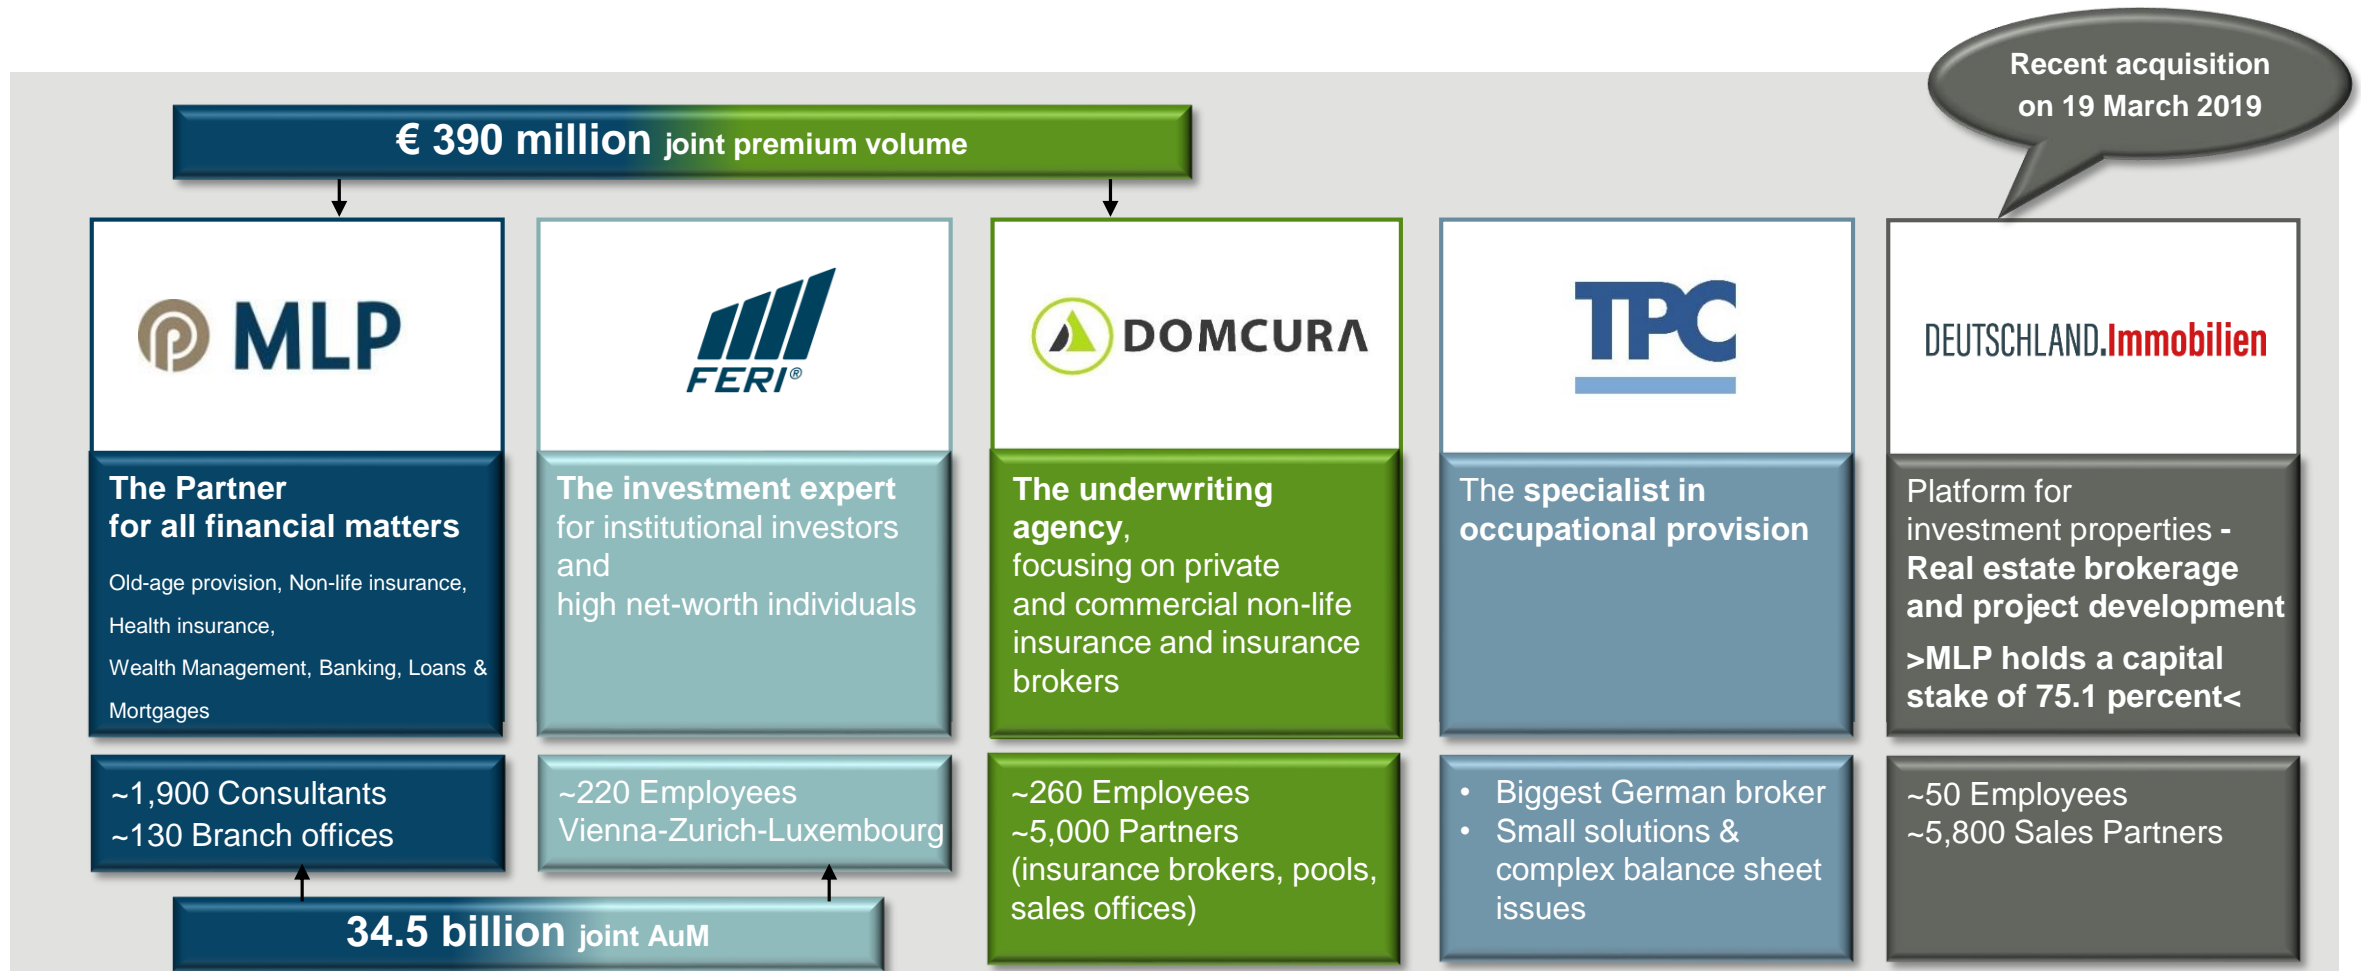 Recent acquisition
on 19 March 2019
€ 390 million joint premium volume
MLP
FERI®
DOMCURA
TPC
DEUTSCHLAND.Immobilien
The Partner
for all financial matters
Old-age provision, Non-life insurance,
Health insurance,
Wealth Management, Banking, Loans &
Mortgages
The investment expert
for institutional investors
and
high net-worth individuals
The underwriting
agency,
focusing on private
and commercial non-life
insurance and insurance
brokers
The specialist in
occupational provision
Platform for
investment properties -
Real estate brokerage
and project development
>MLP holds a capital
stake of 75.1 percent<
~1,900 Consultants
~130 Branch offices
~220 Employees
Vienna-Zurich-Luxembourg
~260 Employees
~5,000 Partners
(insurance brokers, pools,
sales offices)
• Biggest German broker
• Small solutions &
complex balance sheet
issues
~50 Employees
~5,800 Sales Partners
34.5 billion joint AuM